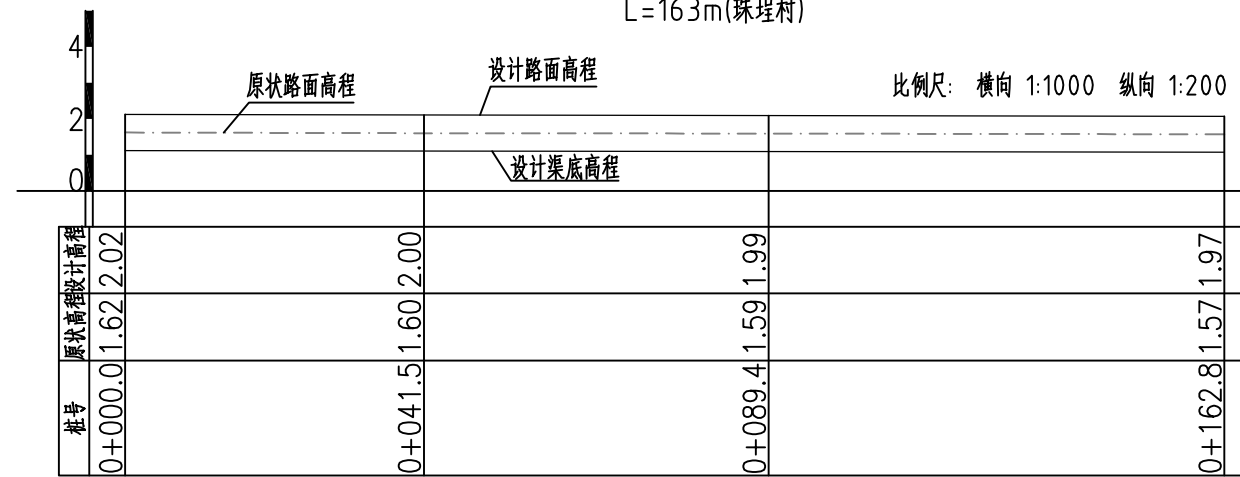 L=163m(珠埕村)
4
2
0
原状路面高程
设计路面高程
比例尺: 横向 1:1000 纵向 1:200
设计渠底高程
设计高程 2.02 2.00 1.99 1.97
原状高程 1.62 1.60 1.59 1.57
桩号 0+000.0 0+041.5 0+089.4 0+162.8